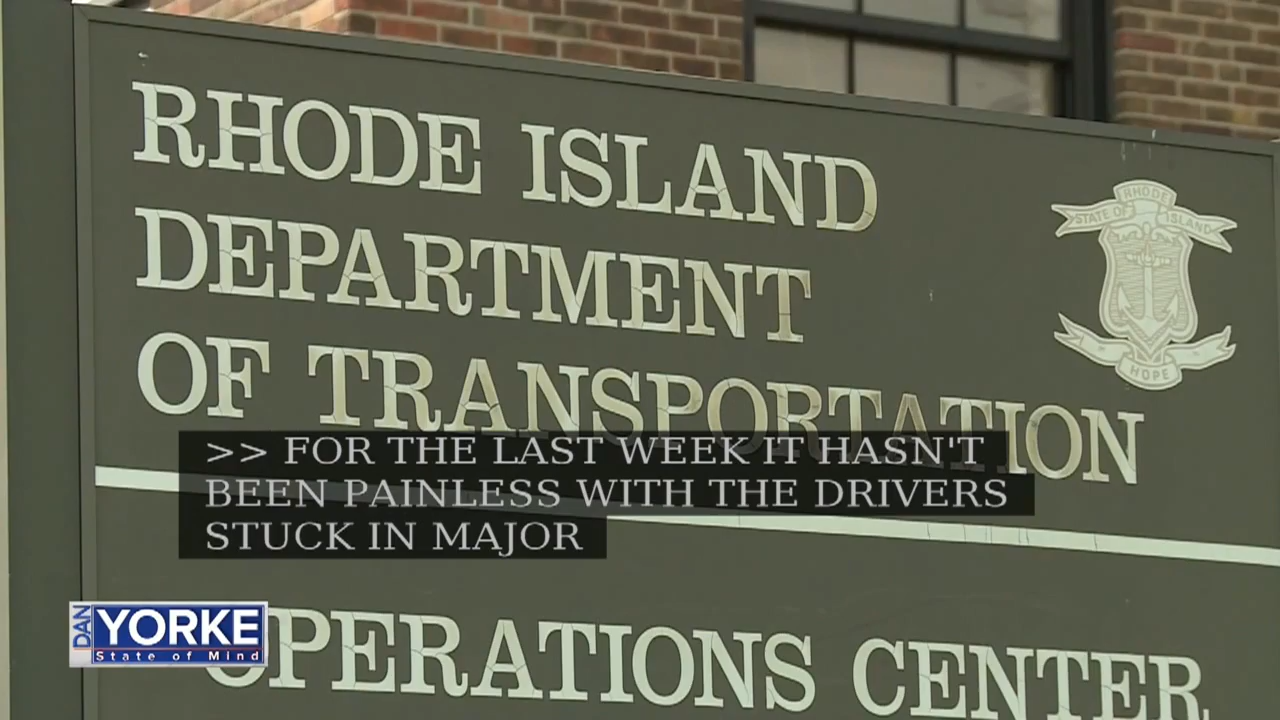 RHODE ISLAND
DEPARTMENT
OF TRANSPORTATION
RHODE
STATE OF ISLAND
HOPE
>> FOR THE LAST WEEK IT HASN'T
BEEN PAINLESS WITH THE DRIVERS
STUCK IN MAJOR
DAN
YORKE
State of Mind
OPERATIONS CENTER